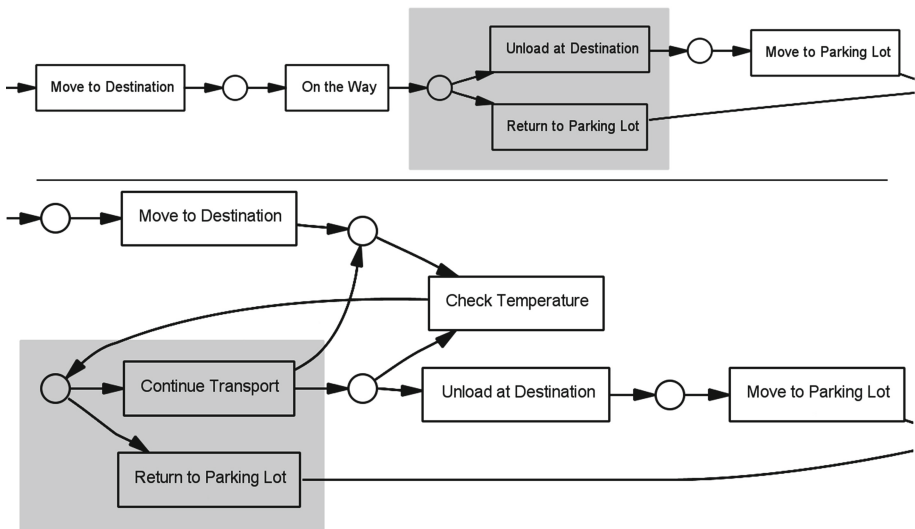 Unload at Destination
Move to Parking Lot
Move to Destination
On the Way
Return to Parking Lot
Move to Destination
Check Temperature
Continue Transport
Unload at Destination
Move to Parking Lot
Return to Parking Lot